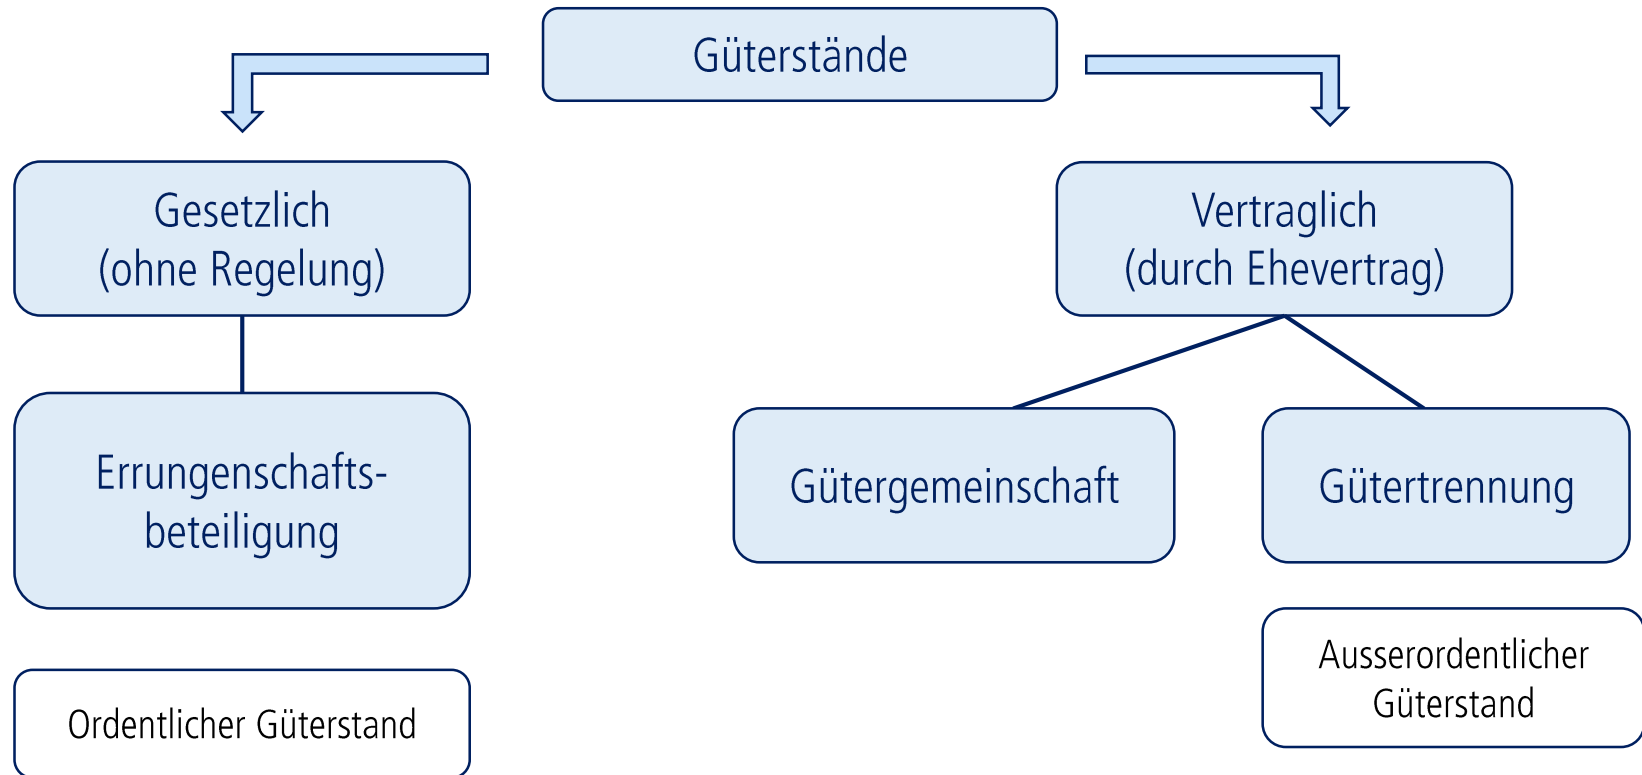 Güterstände
Gesetzlich
(ohne Regelung)
Vertraglich
(durch Ehevertrag)
Errungenschafts-
beteiligung
Gütergemeinschaft
Gütertrennung
Ordentlicher Güterstand
Ausserordentlicher
Güterstand